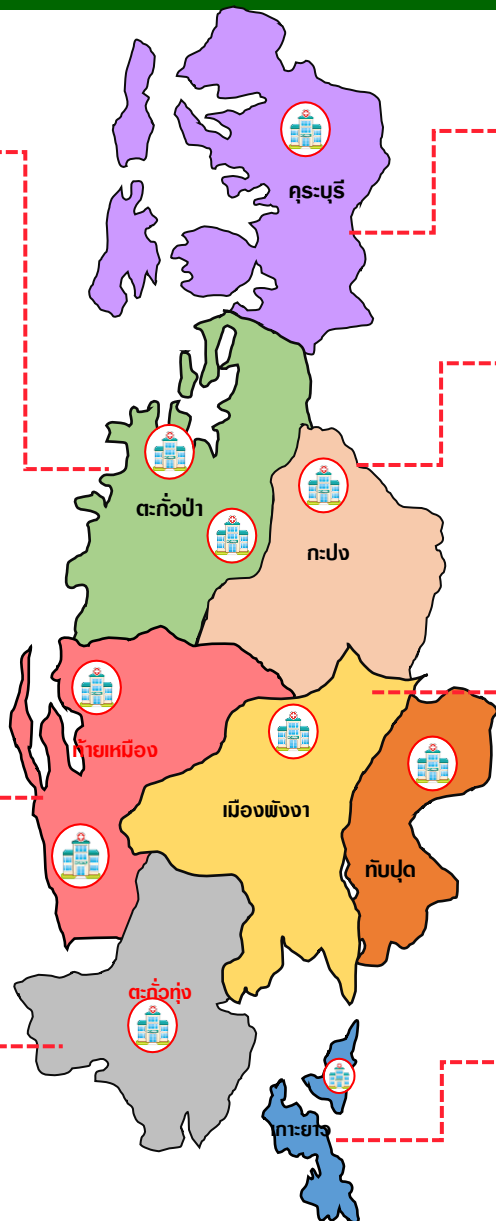 คุระบุรี
ตะกั่วป่า
กะปง
ท้ายเหมือง
เมืองพังงา
ทับปุด
ตะกั่วทุ่ง
เกาะยาว